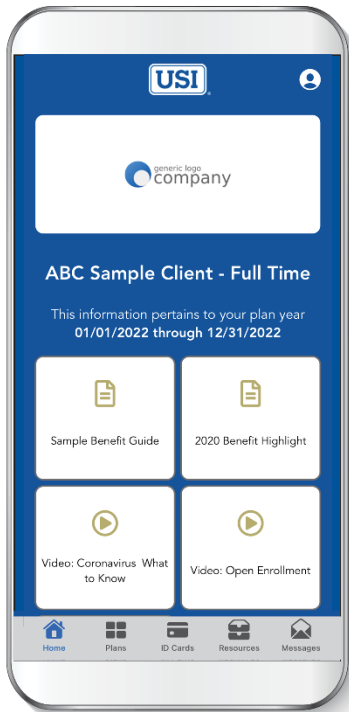 USI
generic logo
company
ABC Sample Client - Full Time
This information pertains to your plan year
01/01/2022 through 12/31/2022
Sample Benefit Guide
2020 Benefit Highlight
Video: Coronavirus What
to Know
Video: Open Enrollment
Home
Plans
ID Cards
Resources
Messages